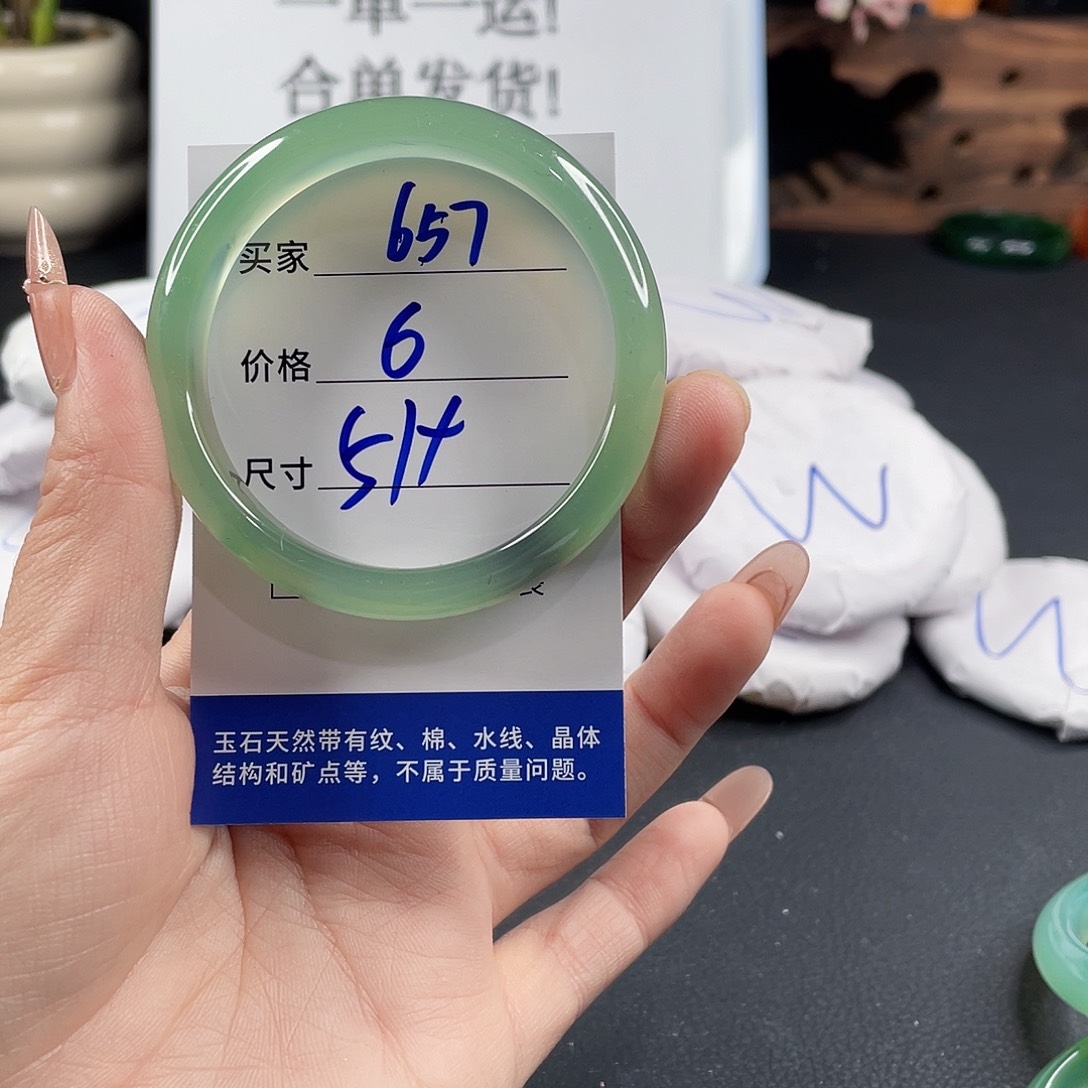 一单一运!
合单发货!
买家 657
价格 6
尺寸 514
玉石天然带有纹、棉、水线、晶体
结构和矿点等，不属于质量问题。
W
W